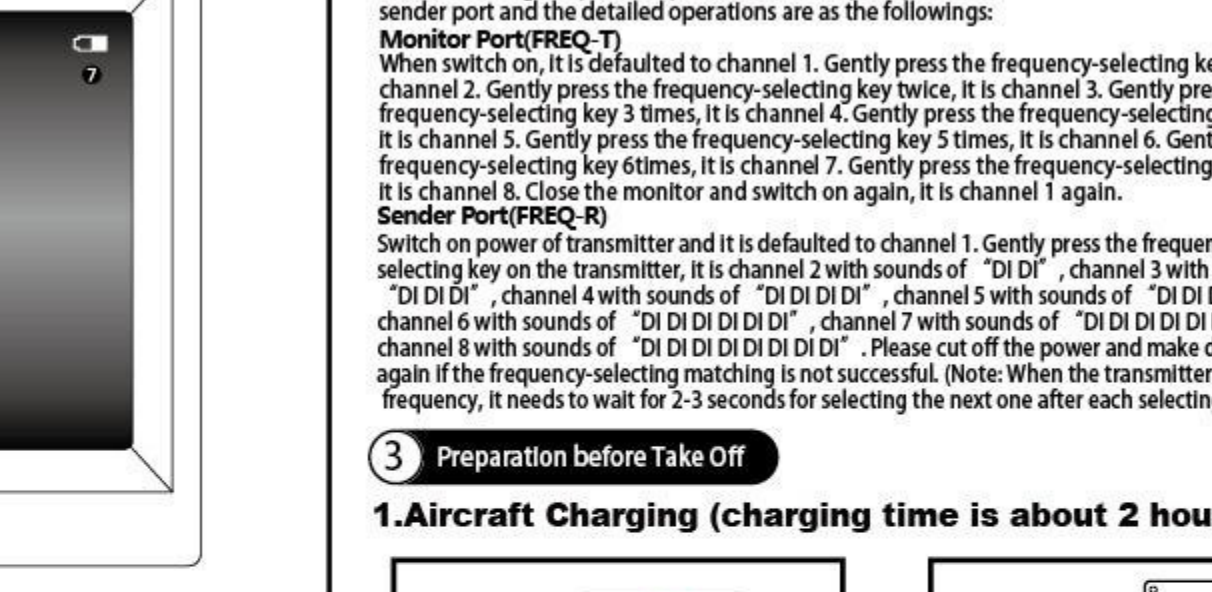 7
sender port and the detailed operations are as the followings:
Monitor Port(FREQ-T)
When switch on, it is defaulted to channel 1. Gently press the frequency-selecting
channel 2. Gently press the frequency-selecting key twice, it is channel 3. Gently
frequency-selecting key 3 times, it is channel 4. Gently press the frequency-selecting
it is channel 5. Gently press the frequency-selecting key 5 times, it is channel 6.
frequency-selecting key 6times, it is channel 7. Gently press the frequency-selecting
it is channel 8. Close the monitor and switch on again, it is channel 1 again.
Sender Port(FREQ-R)
Switch on power of transmitter and it is defaulted to channel 1. Gently press the
selecting key on the transmitter, it is channel 2 with sounds of “DI DI” , channel 3 with
“DI DI DI” , channel 4 with sounds of “DI DI DI DI” , channel 5 with sounds of “DI DI
channel 6 with sounds of “DI DI DI DI DI DI” , channel 7 with sounds of “DI DI DI DI DI
channel 8 with sounds of “DI DI DI DI DI DI DI DI” . Please cut off the power and make
again if the frequency-selecting matching is not successful. (Note: When the transmitter
frequency, it needs to wait for 2-3 seconds for selecting the next one after each
3 Preparation before Take Off
1.Aircraft Charging (charging time is about 2